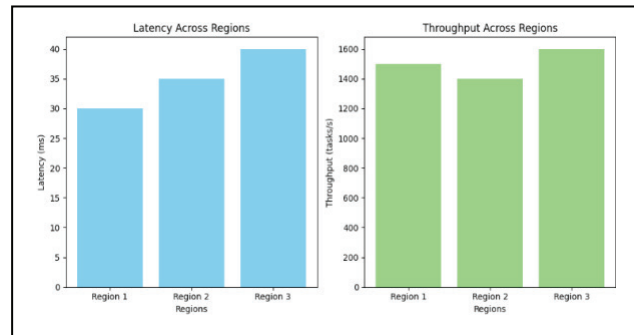 Latency Across Regions
40
35
30
25
20
15
10
5
0
Latency (ms)
Region 1 Region 2 Region 3
Regions
Throughput Across Regions
1600
1400
1200
1000
800
600
400
200
0
Throughput (tasks/s)
Region 1 Region 2 Region 3
Regions